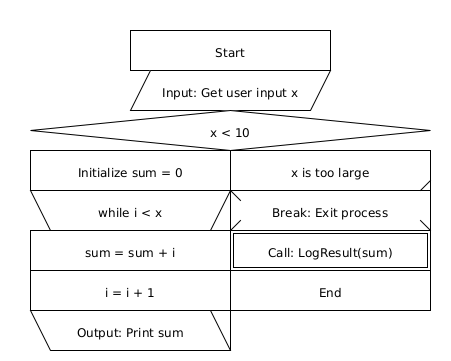 Start
Input: Get user input x
x < 10
Initialize sum = 0
x is too large
while i < x
Break: Exit process
sum = sum + i
Call: LogResult(sum)
i = i + 1
End
Output: Print sum